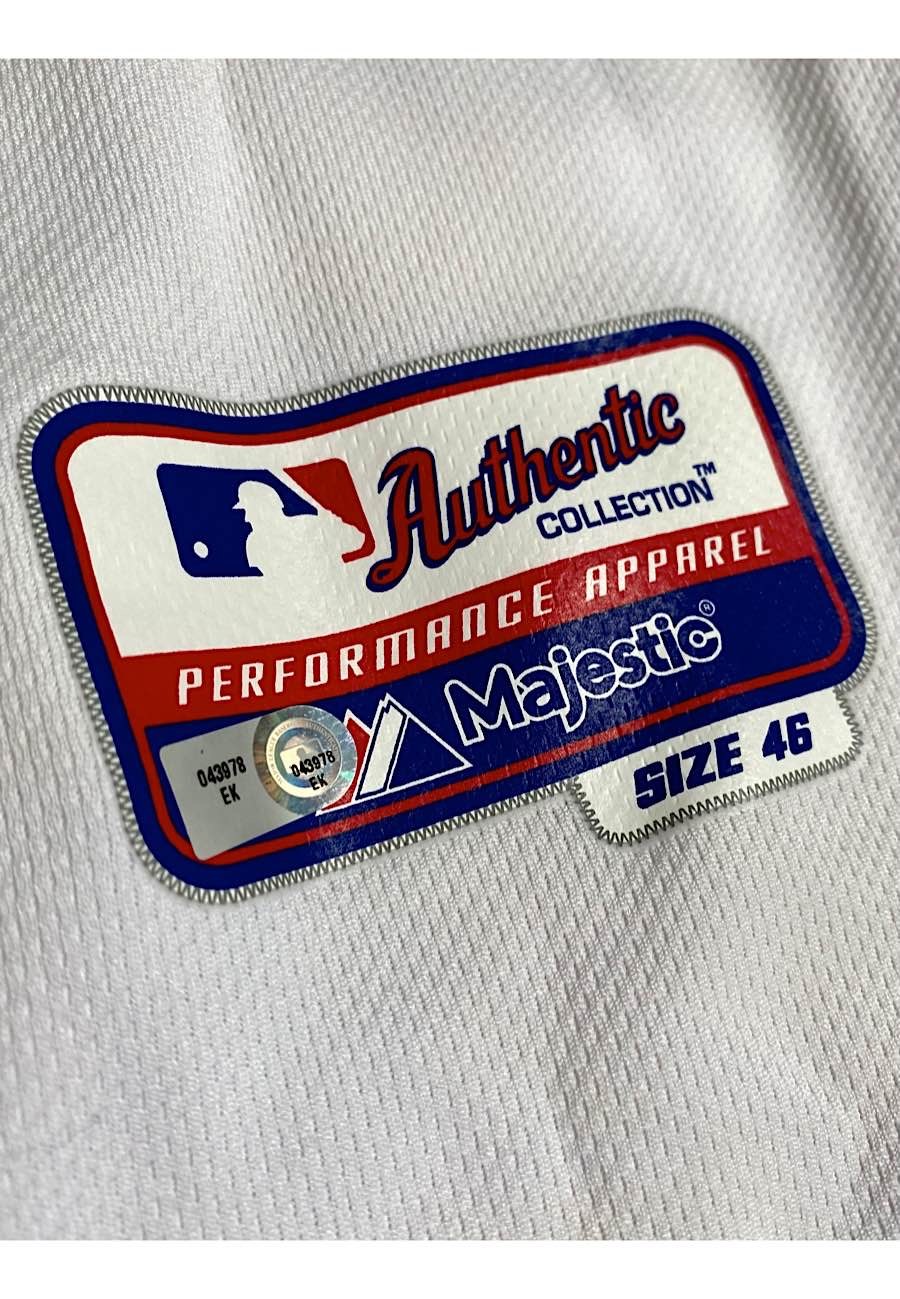 Authentic
COLLECTION™
PERFORMANCE APPAREL
Majestic®
SIZE 46
043978
EK
043978
EK